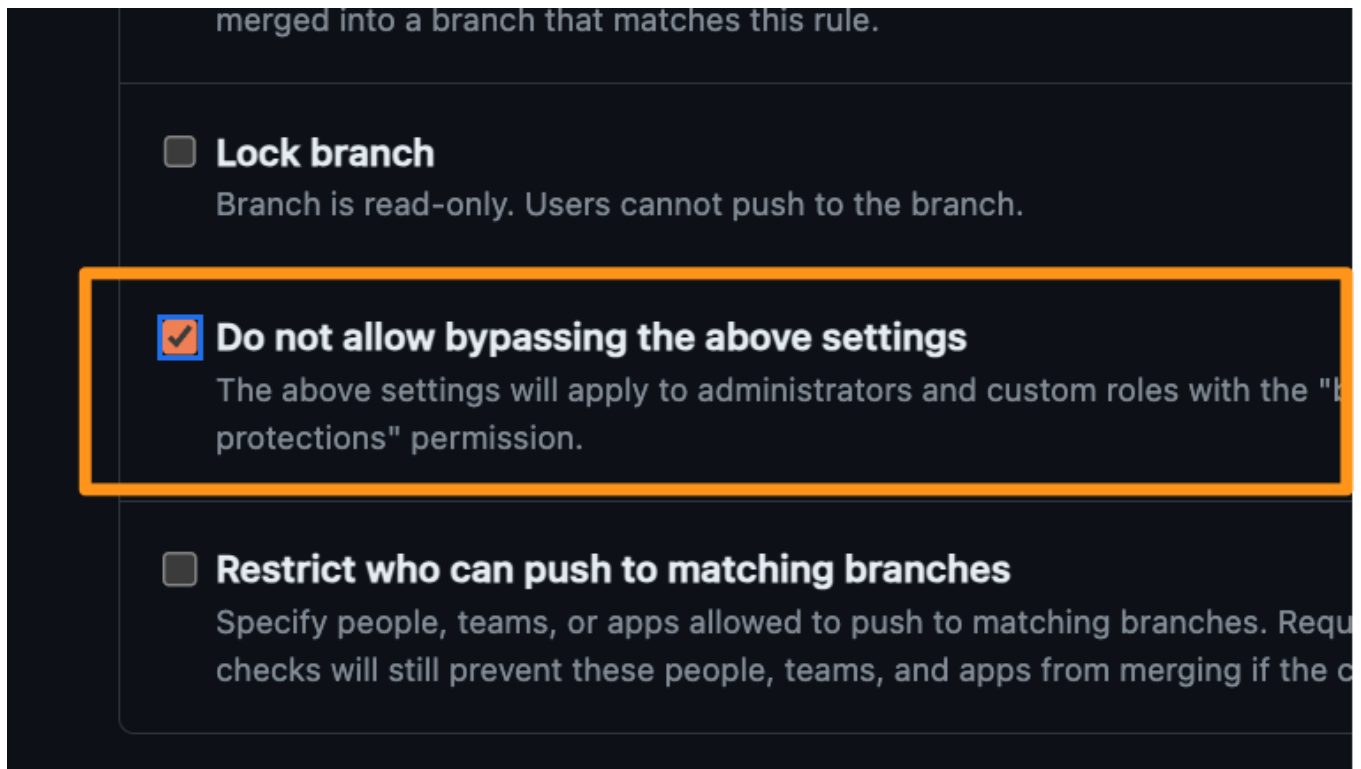 merged into a branch that matches this rule.
Lock branch
Branch is read-only. Users cannot push to the branch.
Do not allow bypassing the above settings
The above settings will apply to administrators and custom roles with the "b
protections" permission.
Restrict who can push to matching branches
Specify people, teams, or apps allowed to push to matching branches. Requ
checks will still prevent these people, teams, and apps from merging if the c